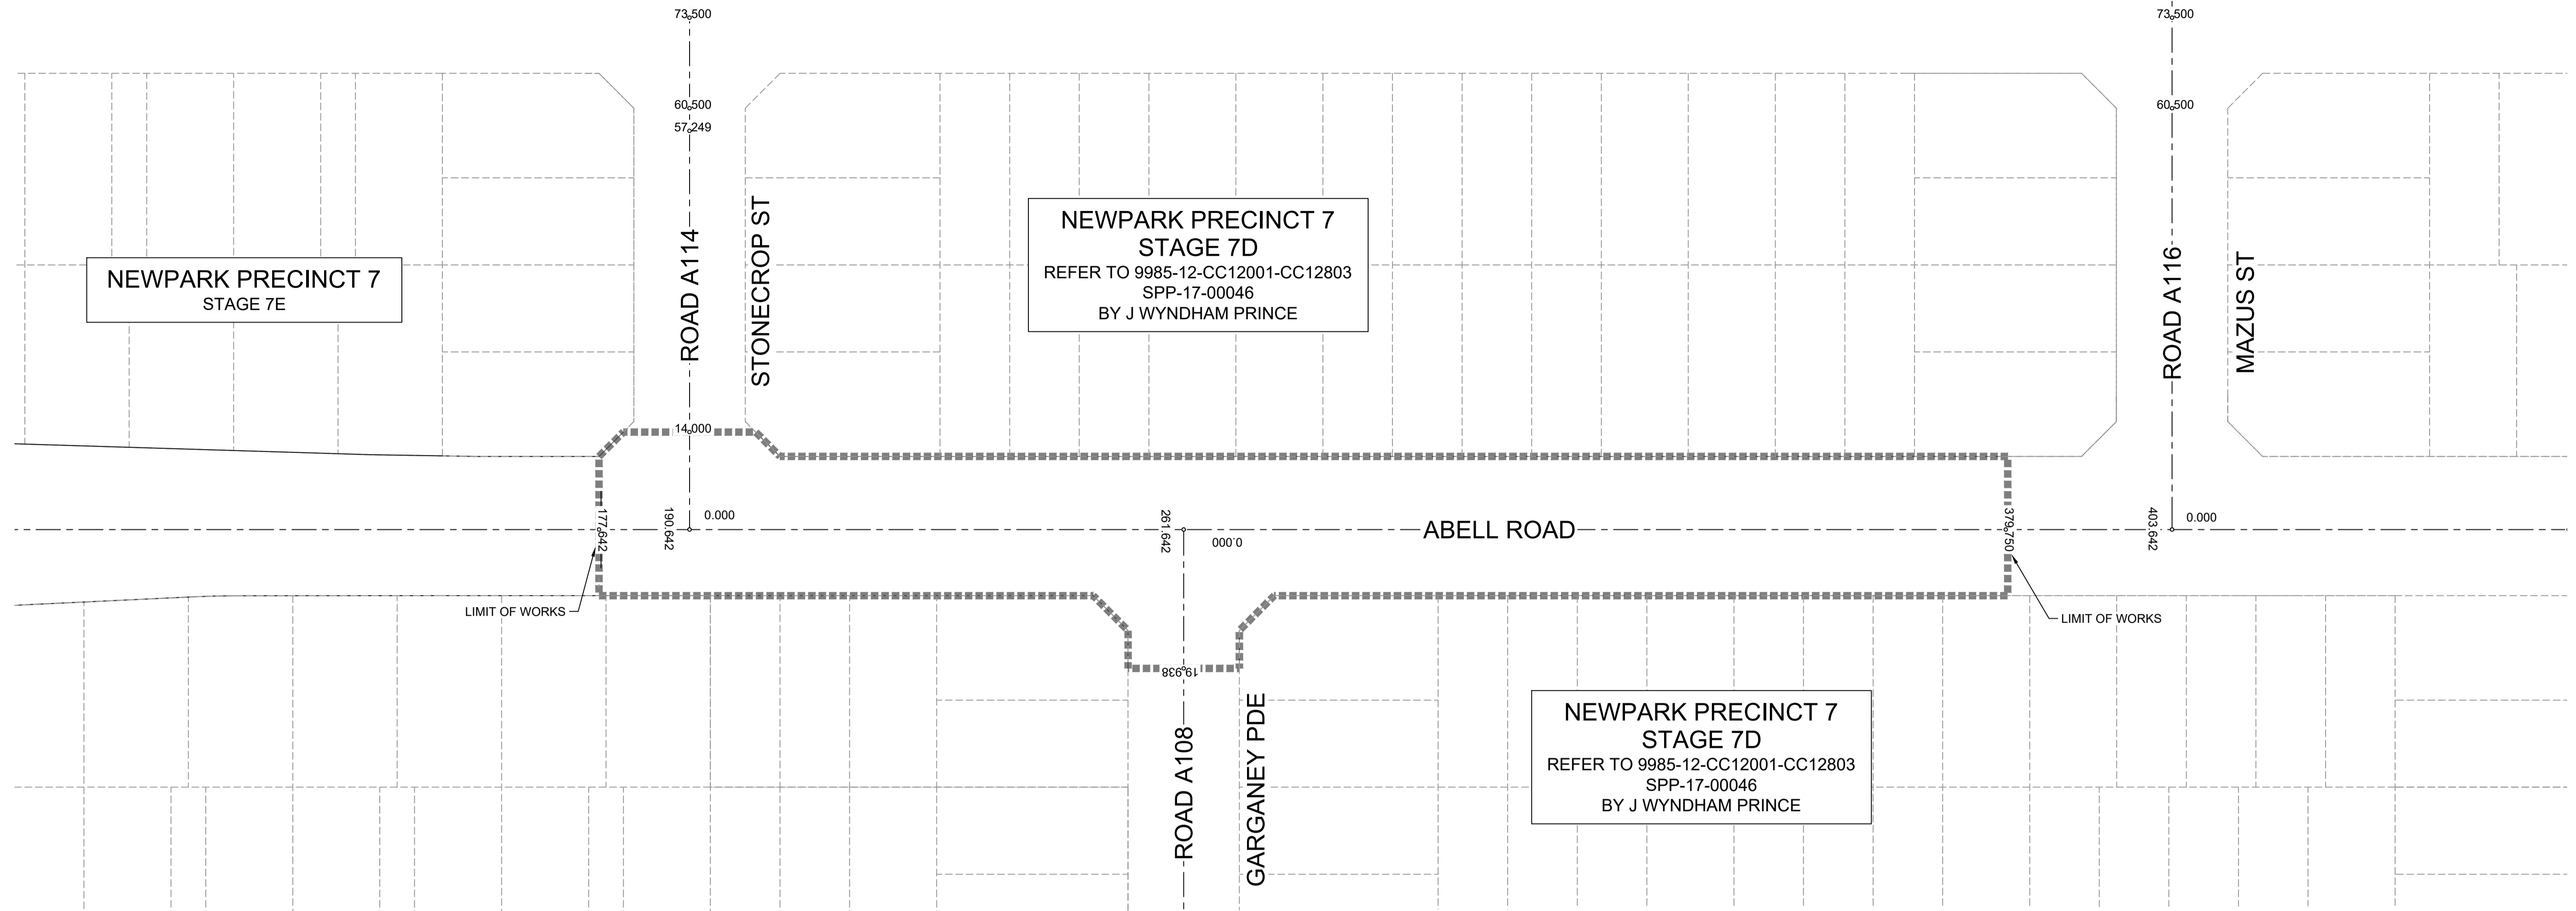 73.500
73.500
60.500
60.500
57.249
NEWPARK PRECINCT 7
STAGE 7E
ROAD A114
STONECROP ST
NEWPARK PRECINCT 7
STAGE 7D
REFER TO 9985-12-CC12001-CC12803
SPP-17-00046
BY J WYNDHAM PRINCE
ROAD A116
MAZUS ST
14.000
177.642
190.642
0.000
261.642
0.000
ABELL ROAD
379.750
403.642
0.000
LIMIT OF WORKS
LIMIT OF WORKS
19.938
ROAD A108
GARGANEY PDE
NEWPARK PRECINCT 7
STAGE 7D
REFER TO 9985-12-CC12001-CC12803
SPP-17-00046
BY J WYNDHAM PRINCE